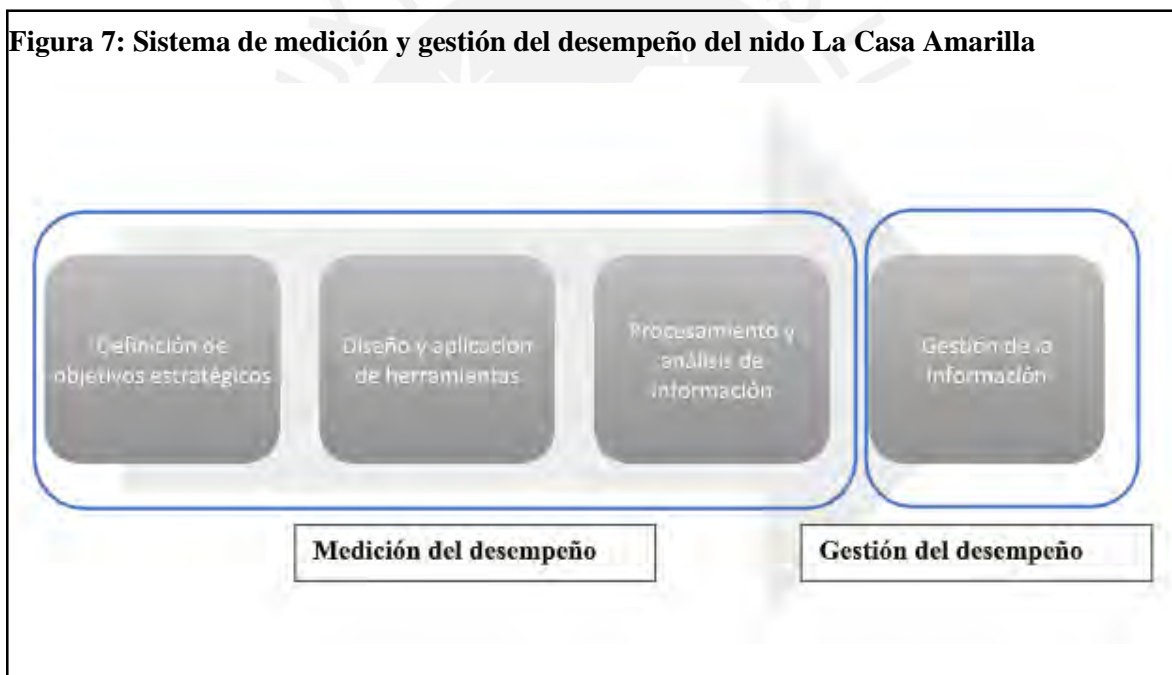 Figura 7: Sistema de medición y gestión del desempeño del nido La Casa Amarilla
Definición de
objetivos estratégicos
Diseño y aplicacion
de herramientas
Procesamiento y
análisis de
información
Gestión de la
Información
Medición del desempeño
Gestión del desempeño